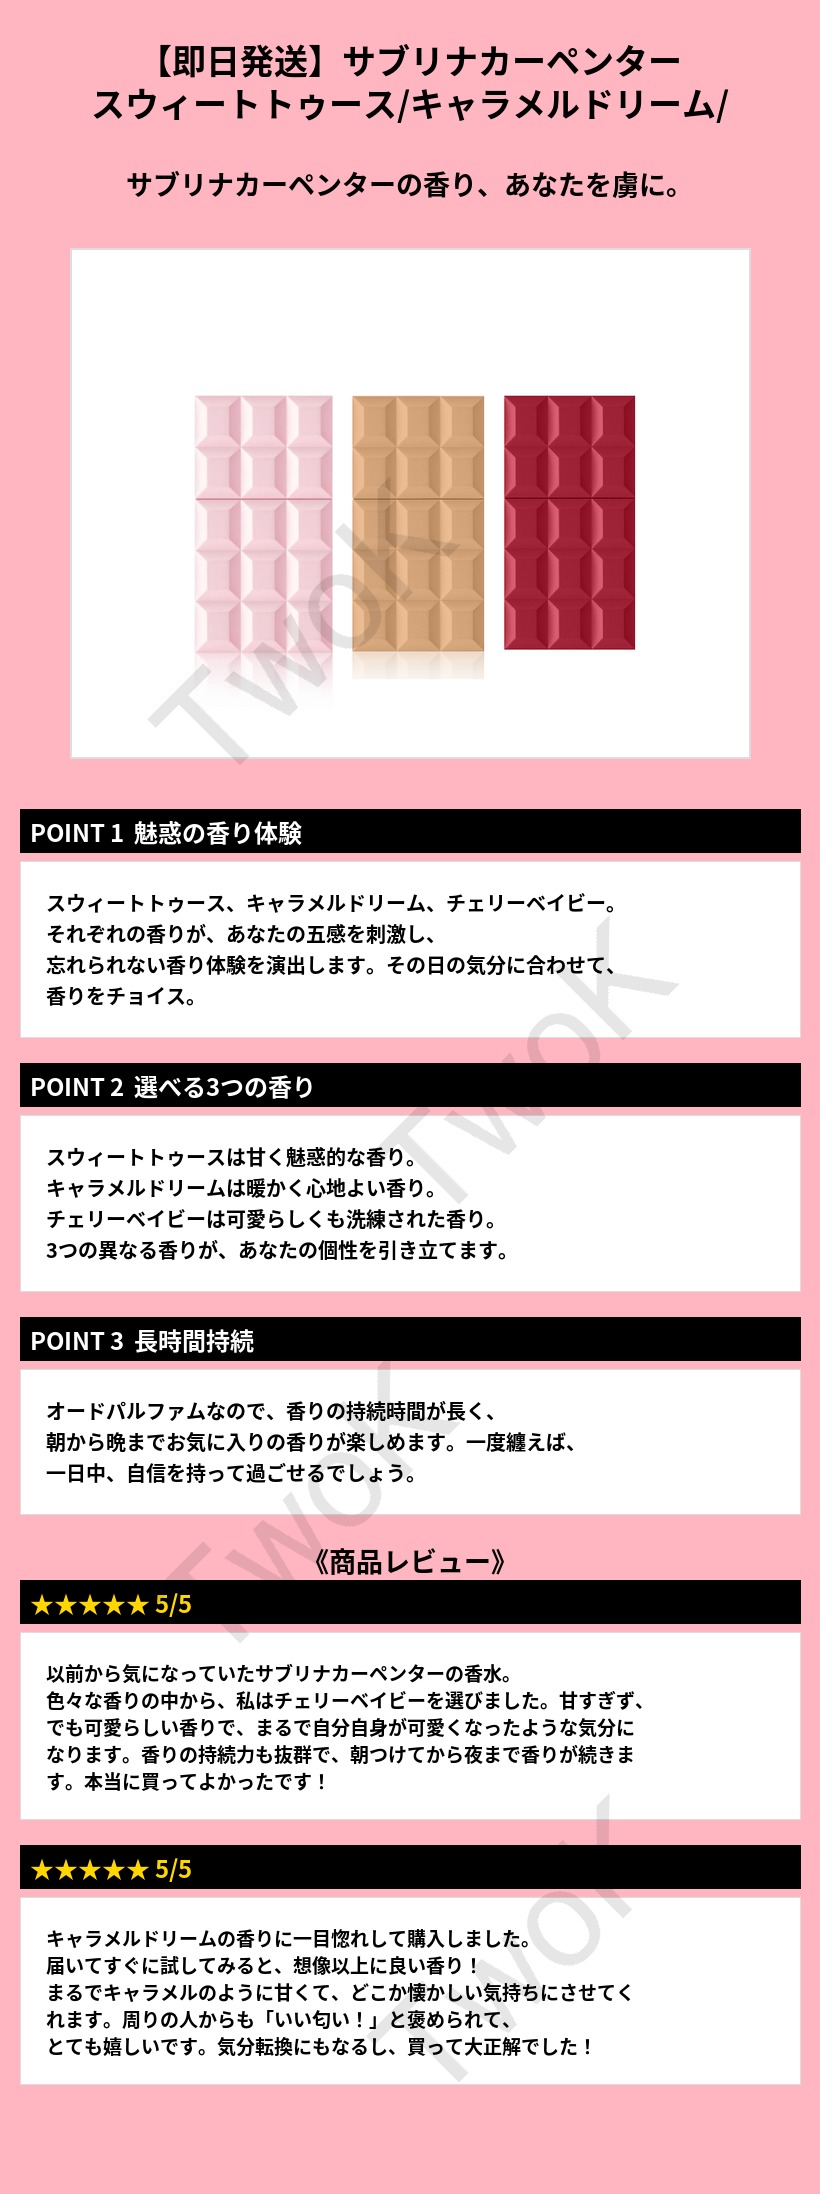 【即日発送】サブリナカーペンター
スウィートトゥース/キャラメルドリーム/
サブリナカーペンターの香り、あなたを虜に。
TwoK
POINT 1 魅惑の香り体験
スウィートトゥース、キャラメルドリーム、チェリーベイビー。
それぞれの香りが、あなたの五感を刺激し、
忘れられない香り体験を演出します。その日の気分に合わせて、
香りをチョイス。
TwoK
POINT 2 選べる3つの香り
スウィートトゥースは甘く魅惑的な香り。
キャラメルドリームは暖かく心地よい香り。
チェリーベイビーは可愛らしくも洗練された香り。
3つの異なる香りが、あなたの個性を引き立てます。
POINT 3 長時間持続
オードパルファムなので、香りの持続時間が長く、
朝から晩までお気に入りの香りが楽しめます。一度纏えば、
一日中、自信を持って過ごせるでしょう。
TwoK
《商品レビュー》
★★★★★ 5/5
以前から気になっていたサブリナカーペンターの香水。
色々な香りの中から、私はチェリーベイビーを選びました。甘すぎず、
でも可愛らしい香りで、まるで自分自身が可愛くなったような気分に
なります。香りの持続力も抜群で、朝つけてから夜まで香りが続きま
す。本当に買ってよかったです！
★★★★★ 5/5
キャラメルドリームの香りに一目惚れして購入しました。
届いてすぐに試してみると、想像以上に良い香り！
まるでキャラメルのように甘くて、どこか懐かしい気持ちにさせてく
れます。周りの人からも「いい匂い！」と褒められて、
とても嬉しいです。気分転換にもなるし、買って大正解でした！
TwoK